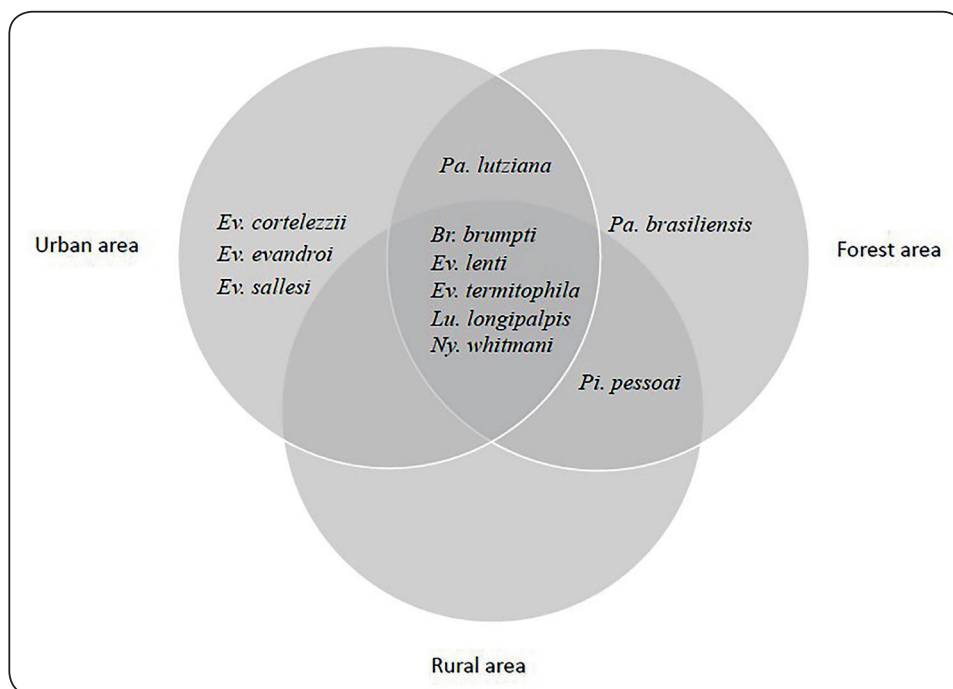 Pa. lutziana
Ev. cortelezzii
Ev. evandroi
Ev. sallesi
Urban area
Br. brumpti
Ev. lenti
Ev. termitophila
Lu. longipalpis
Ny. whitmani
Pa. brasiliensis
Forest area
Pi. pessoai
Rural area